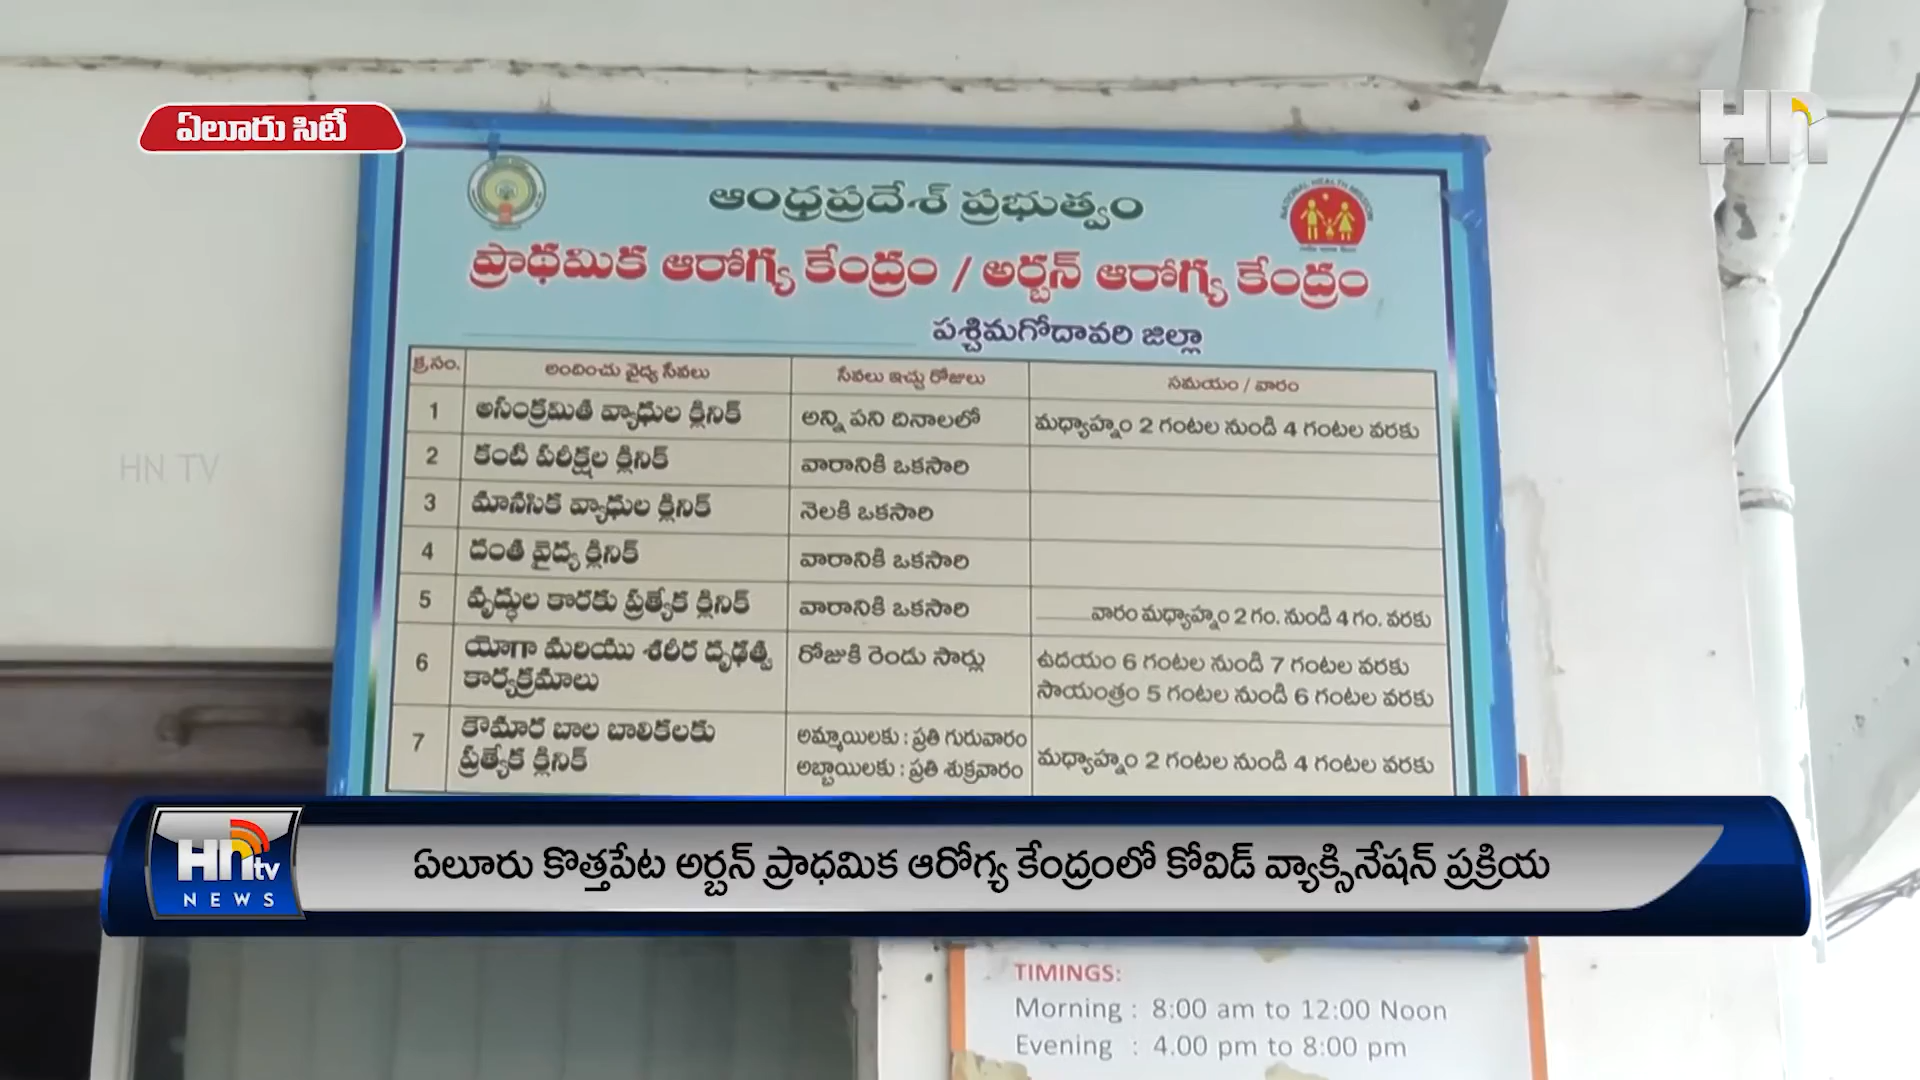 ఏలూరు సిటీ
HN
ఆంధ్రప్రదేశ్ ప్రభుత్వం
NATIONAL HEALTH MISSION
ప్రాథమిక ఆరోగ్య కేంద్రం / అర్బన్ ఆరోగ్య కేంద్రం
పశ్చిమగోదావరి జిల్లా
క్ర.సం. అందించు వైద్య సేవలు సేవలు ఇచ్చు రోజులు సమయం / వారం
1 అసంక్రమిత వ్యాధుల క్లినిక్ అన్ని పని దినాలలో మధ్యాహ్నం 2 గంటల నుండి 4 గంటల వరకు
2 కంటి పరీక్షల క్లినిక్ వారానికి ఒకసారి
3 మానసిక వ్యాధుల క్లినిక్ నెలకి ఒకసారి
4 దంత వైద్య క్లినిక్ వారానికి ఒకసారి
5 వృద్ధుల కొరకు ప్రత్యేక క్లినిక్ వారానికి ఒకసారి వారం మధ్యాహ్నం 2 గం. నుండి 4 గం. వరకు
6 యోగా మరియు శరీర దృఢత్వ కార్యక్రమాలు రోజుకి రెండు సార్లు ఉదయం 6 గంటల నుండి 7 గంటల వరకు
సాయంత్రం 5 గంటల నుండి 6 గంటల వరకు
7 కౌమార బాల బాలికలకు ప్రత్యేక క్లినిక్ అమ్మాయిలకు : ప్రతి గురువారం
అబ్బాయిలకు : ప్రతి శుక్రవారం మధ్యాహ్నం 2 గంటల నుండి 4 గంటల వరకు
HN TV
HN tv
NEWS
ఏలూరు కొత్తపేట అర్బన్ ప్రాధమిక ఆరోగ్య కేంద్రంలో కోవిడ్ వ్యాక్సినేషన్ ప్రక్రియ
TIMINGS:
Morning : 8:00 am to 12:00 Noon
Evening : 4.00 pm to 8:00 pm